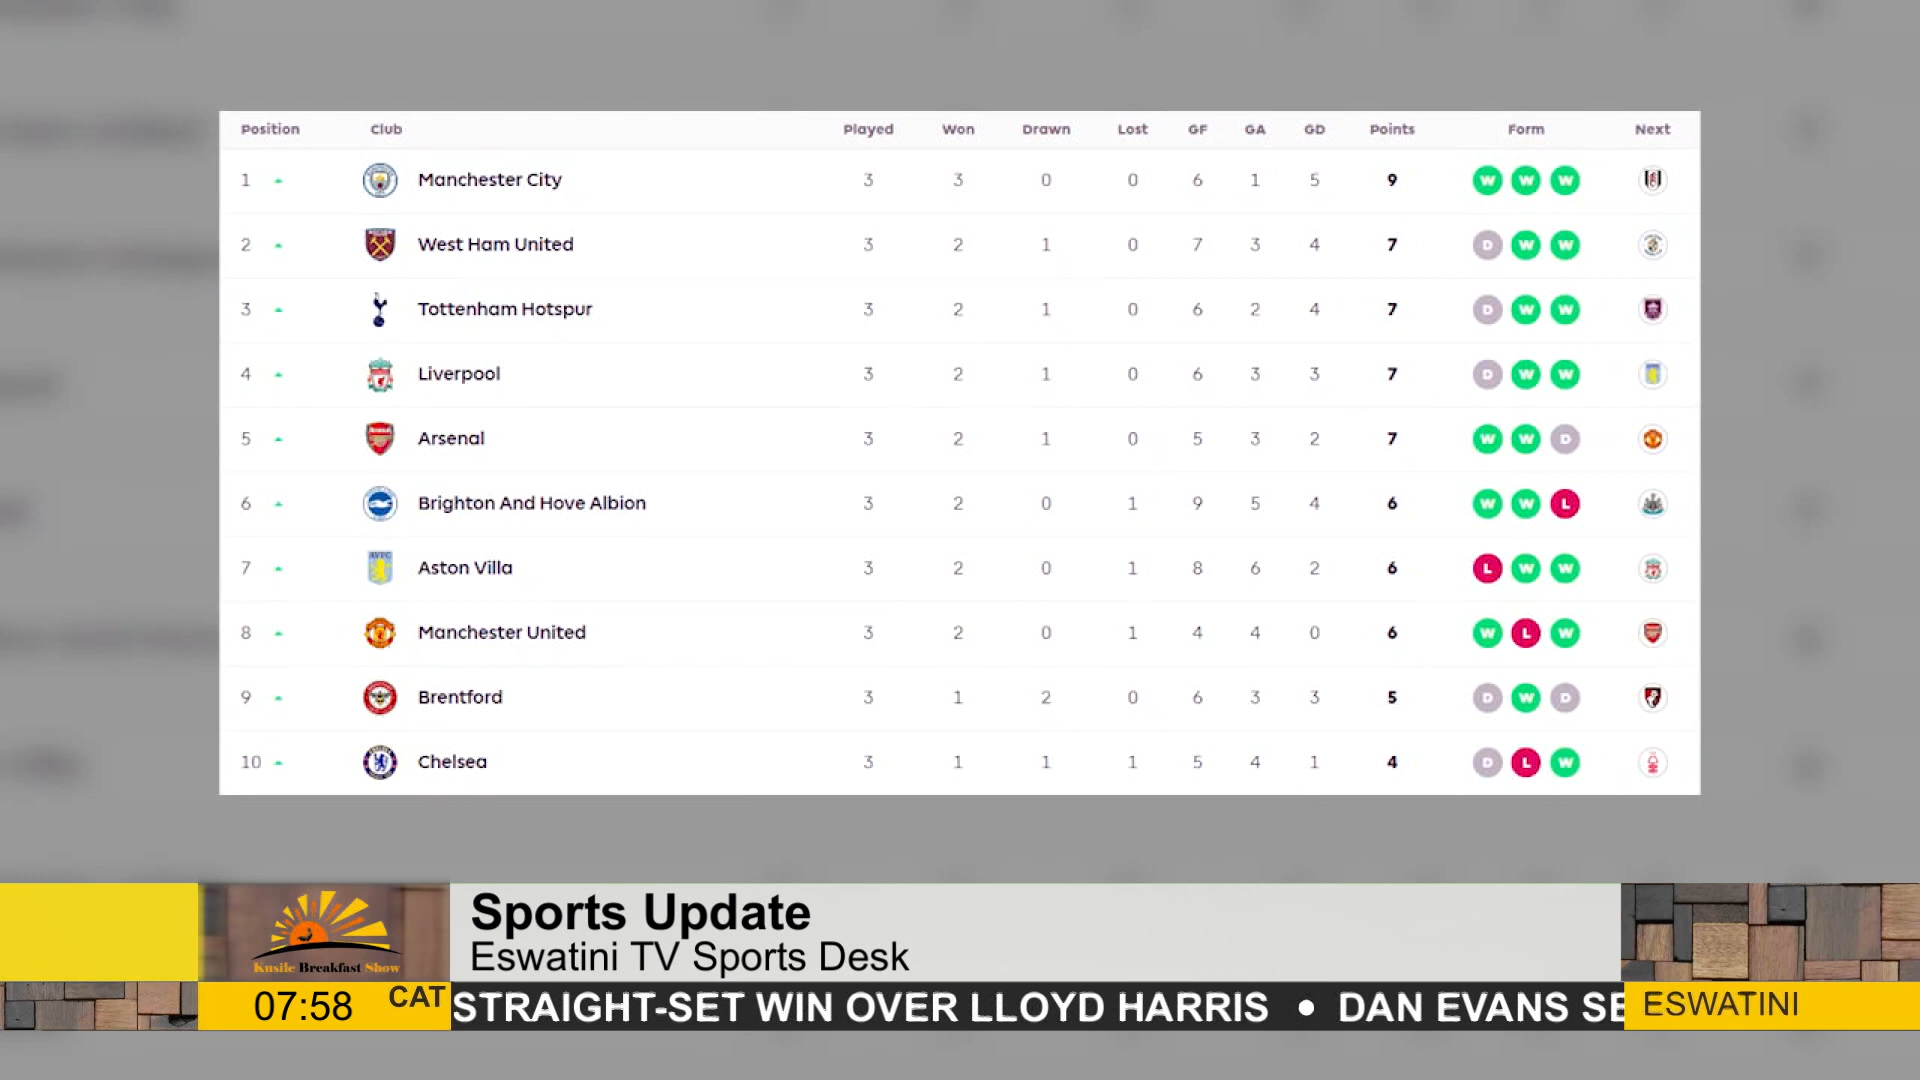 Position Club Played Won Drawn Lost GF GA GD Points Form Next
1 Manchester City 3 3 0 0 6 1 5 9 W W W
2 West Ham United 3 2 1 0 7 3 4 7 D W W
3 Tottenham Hotspur 3 2 1 0 6 2 4 7 D W W
4 Liverpool 3 2 1 0 6 3 3 7 D W W
5 Arsenal 3 2 1 0 5 3 2 7 W W D
6 Brighton And Hove Albion 3 2 0 1 9 5 4 6 W W L
7 Aston Villa 3 2 0 1 8 6 2 6 L W W
8 Manchester United 3 2 0 1 4 4 0 6 W L W
9 Brentford 3 1 2 0 6 3 3 5 D W D
10 Chelsea 3 1 1 1 5 4 1 4 D L W
Sports Update
Eswatini TV Sports Desk
Kusile Breakfast Show
07:58 CAT STRAIGHT-SET WIN OVER LLOYD HARRIS • DAN EVANS SE ESWATINI